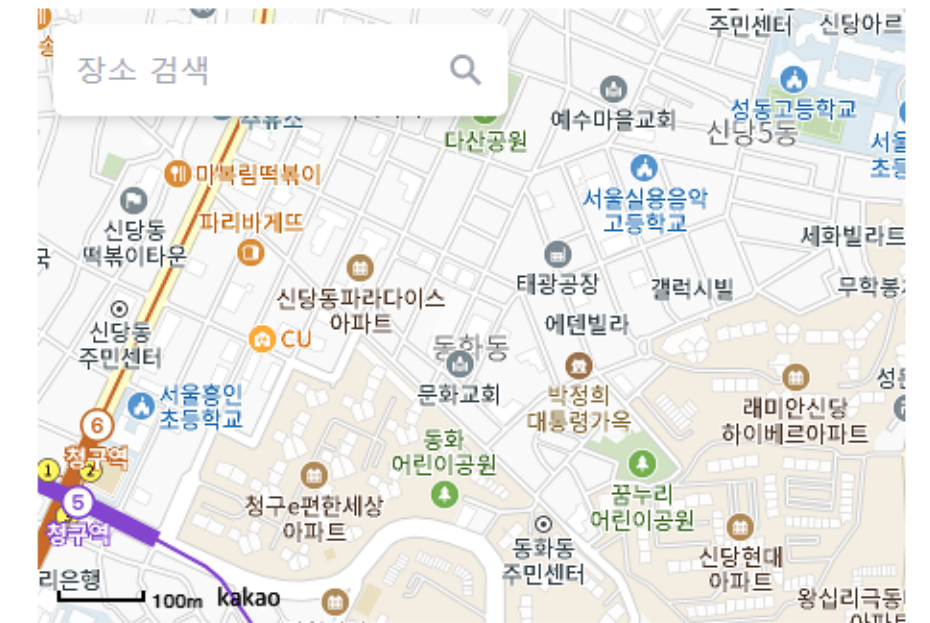 주민센터
신당아르
장소 검색
성동고등학교
예수마을교회
다산공원
신당5동
서울
초등
마복림떡볶이
서울실용음악
고등학교
파리바게뜨
신당동
떡볶이타운
세화빌라트
태광공장
갤럭시빌
무학봉
신당동파라다이스
아파트
에덴빌라
신당동
주민센터
CU
동화동
문화교회
박정희
대통령가옥
서울흥인
초등학교
래미안신당
하이베르아파트
6
청구역
1
2
5
청구역
동화
어린이공원
꿈누리
어린이공원
청구e편한세상
아파트
동화동
주민센터
신당현대
아파트
리은행
왕십리극동
100m kakao